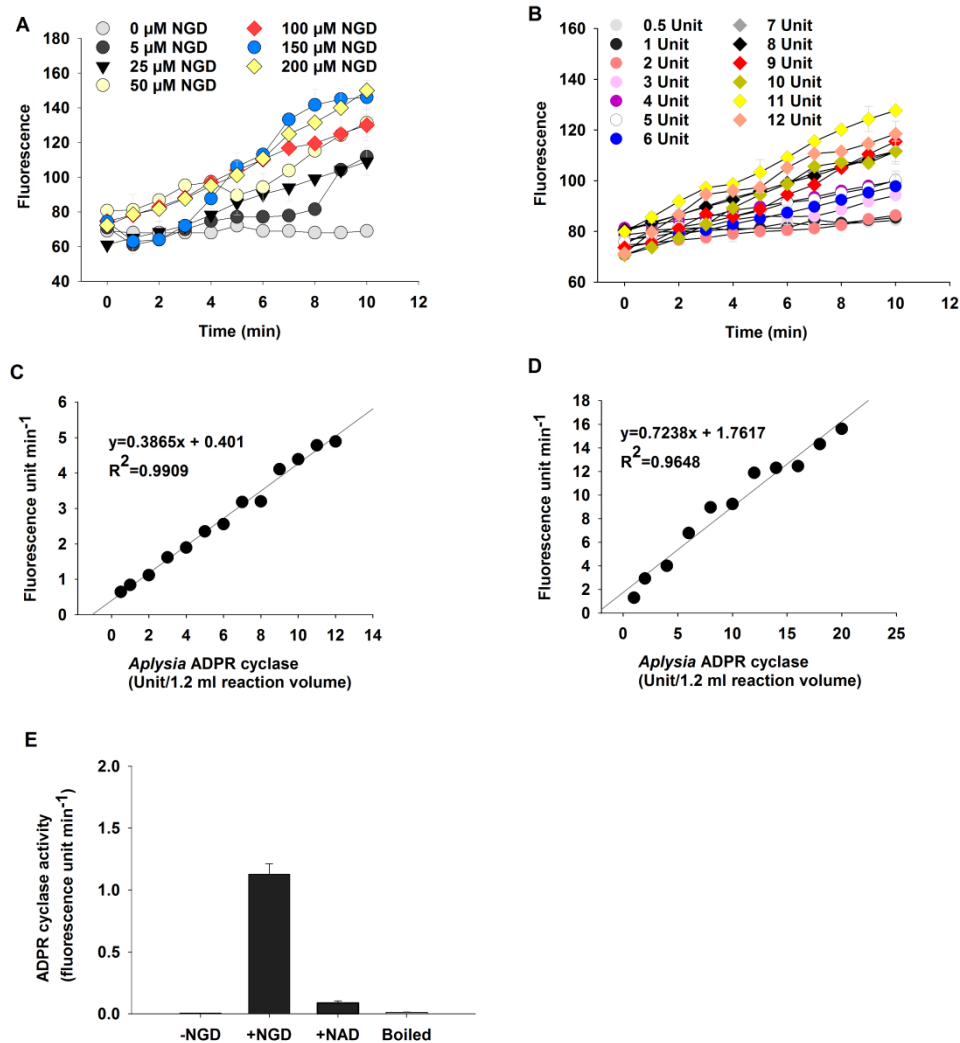 A
0 µM NGD
5 µM NGD
25 µM NGD
50 µM NGD
100 µM NGD
150 µM NGD
200 µM NGD
Fluorescence
180
160
140
120
100
80
60
40
0 2 4 6 8 10 12
Time (min)
B
0.5 Unit
1 Unit
2 Unit
3 Unit
4 Unit
5 Unit
6 Unit
7 Unit
8 Unit
9 Unit
10 Unit
11 Unit
12 Unit
Fluorescence
160
140
120
100
80
60
0 2 4 6 8 10 12
Time (min)
C
y=0.3865x + 0.401
R²=0.9909
Fluorescence unit min⁻¹
6
5
4
3
2
1
0
0 2 4 6 8 10 12 14
Aplysia ADPR cyclase
(Unit/1.2 ml reaction volume)
D
y=0.7238x + 1.7617
R²=0.9648
Fluorescence unit min⁻¹
18
16
14
12
10
8
6
4
2
0
0 5 10 15 20 25
Aplysia ADPR cyclase
(Unit/1.2 ml reaction volume)
E
ADPR cyclase activity
(fluorescence unit min⁻¹)
2.0
1.5
1.0
0.5
0.0
-NGD +NGD +NAD Boiled